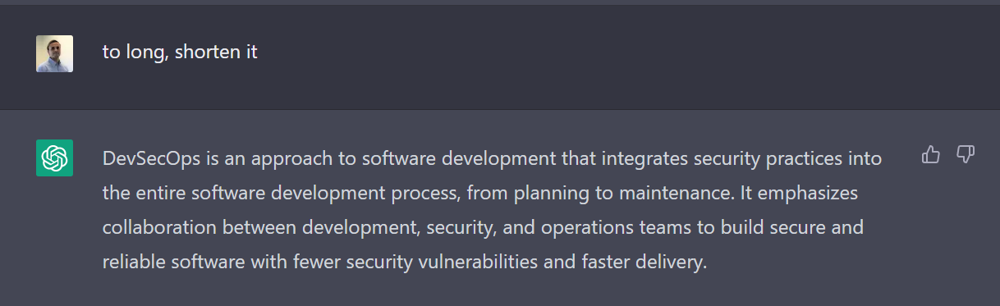 to long, shorten it
DevSecOps is an approach to software development that integrates security practices into
the entire software development process, from planning to maintenance. It emphasizes
collaboration between development, security, and operations teams to build secure and
reliable software with fewer security vulnerabilities and faster delivery.